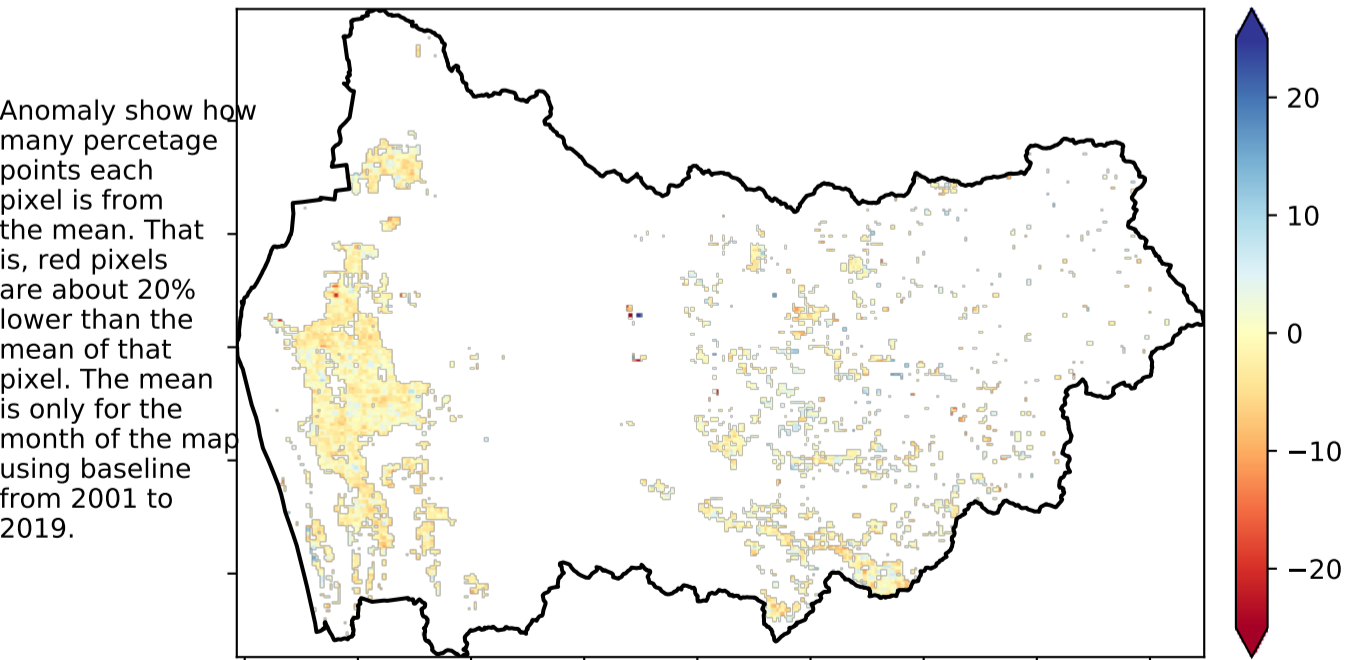 Anomaly show how
many percetage
points each
pixel is from
the mean. That
is, red pixels
are about 20%
lower than the
mean of that
pixel. The mean
is only for the
month of the map
using baseline
from 2001 to
2019.
20
10
0
−10
−20